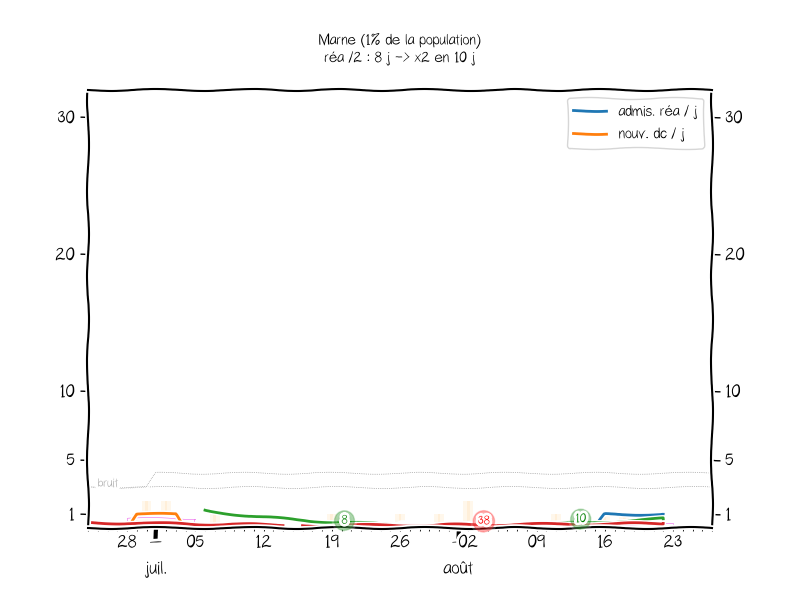 Marne (1% de la population)
réa /2 : 8 j -> x2 en 10 j
admis. réa / j
nouv. dc / j
30 30
20 20
10 10
5 5
bruit
1 1
8 38 10
28 05 12 19 26 02 09 16 23
juil. août